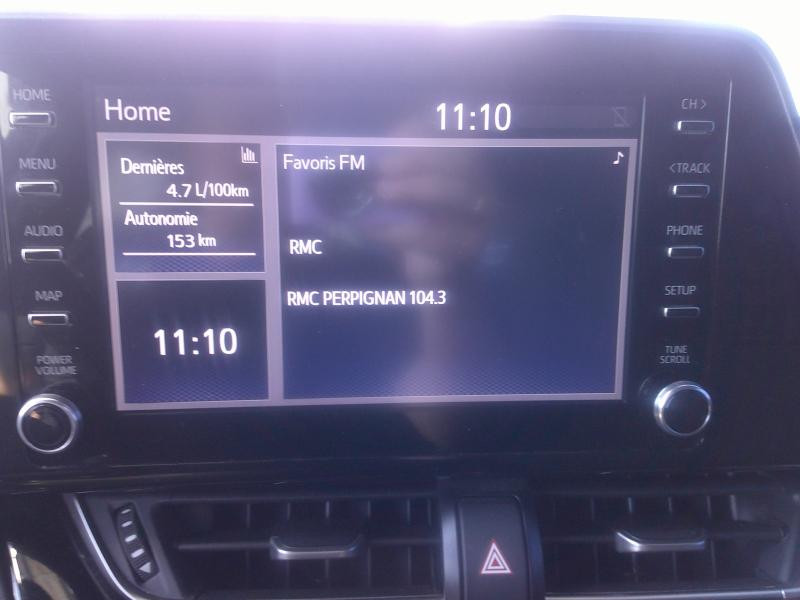 HOME
Home
11:10
CH >
MENU
Dernières
4.7 L/100km
Favoris FM
< TRACK
AUDIO
Autonomie
153 km
RMC
PHONE
MAP
RMC PERPIGNAN 104.3
SETUP
POWER
VOLUME
11:10
TUNE
SCROLL